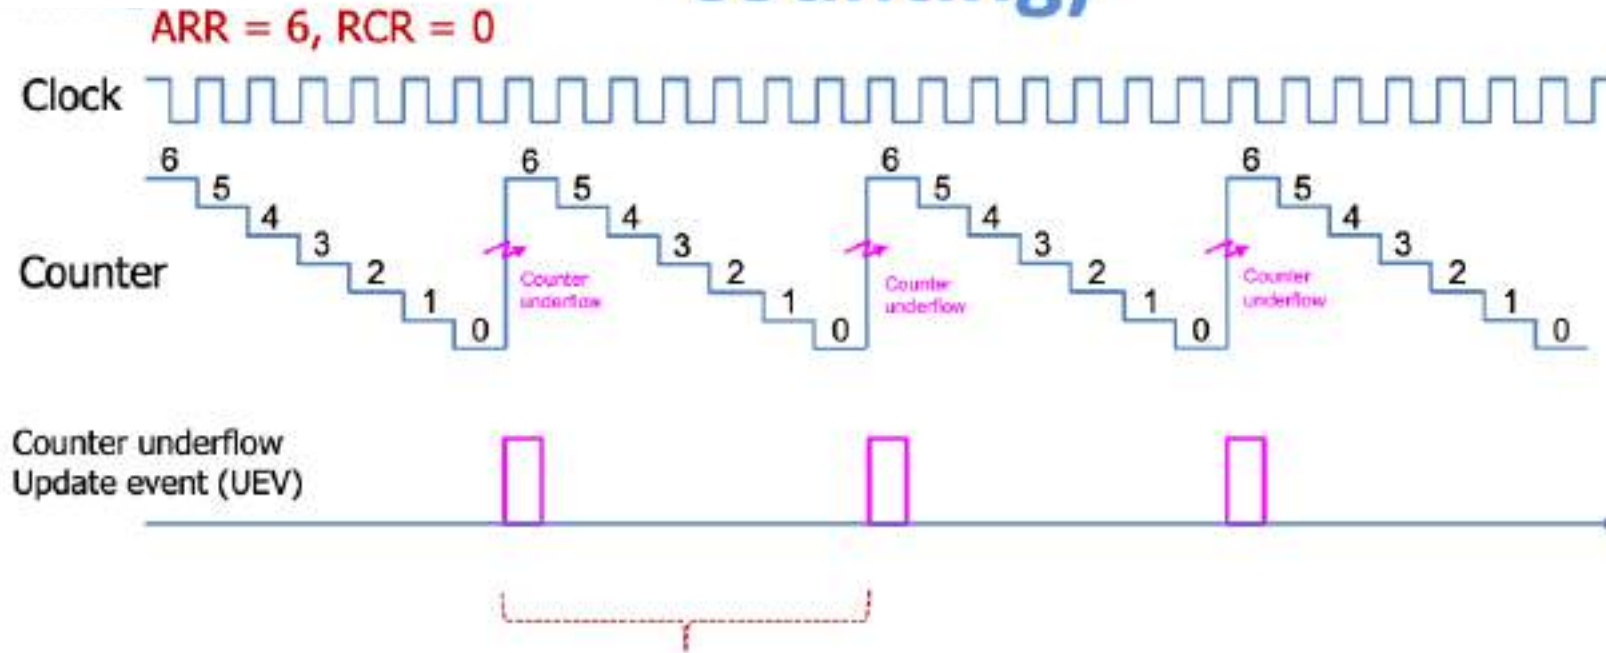 ARR = 6, RCR = 0
Clock
6 5 4 3 2 1 0 6 5 4 3 2 1 0 6 5 4 3 2 1 0 6 5 4 3 2 1 0
Counter
Counter
underflow
Counter
underflow
Counter
underflow
Counter underflow
Update event (UEV)